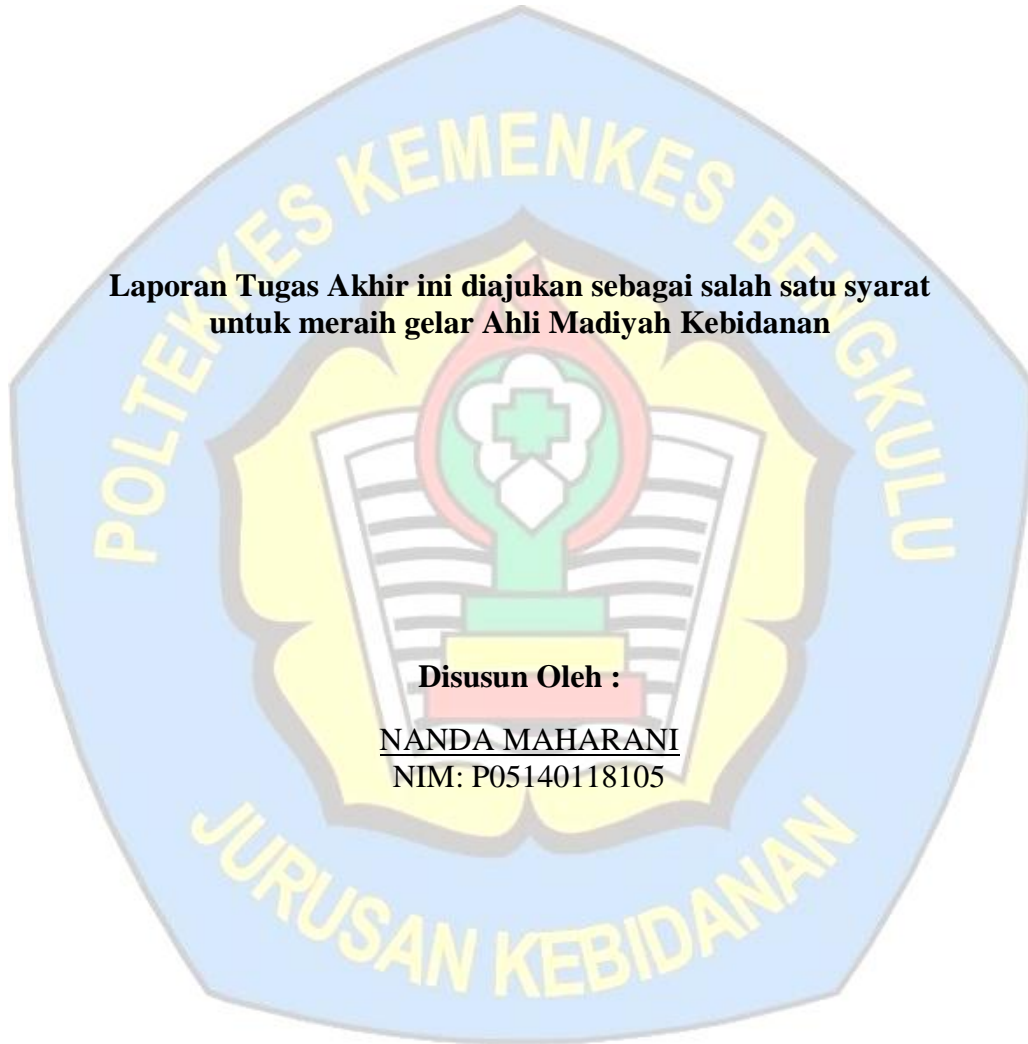 POLTEKKES KEMENKES BENGKULU
Laporan Tugas Akhir ini diajukan sebagai salah satu syarat
untuk meraih gelar Ahli Madiyah Kebidanan
Disusun Oleh :
NANDA MAHARANI
NIM: P05140118105
JURUSAN KEBIDANAN